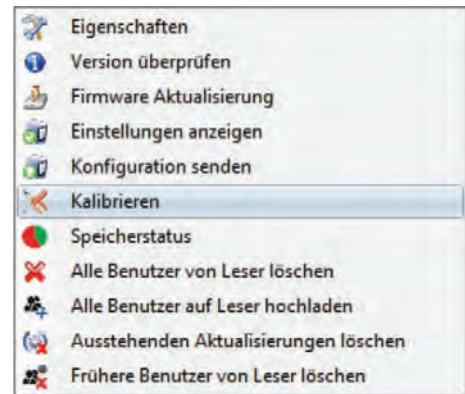 Eigenschaften
Version überprüfen
Firmware Aktualisierung
Einstellungen anzeigen
Konfiguration senden
Kalibrieren
Speicherstatus
Alle Benutzer von Leser löschen
Alle Benutzer auf Leser hochladen
Ausstehenden Aktualisierungen löschen
Frühere Benutzer von Leser löschen